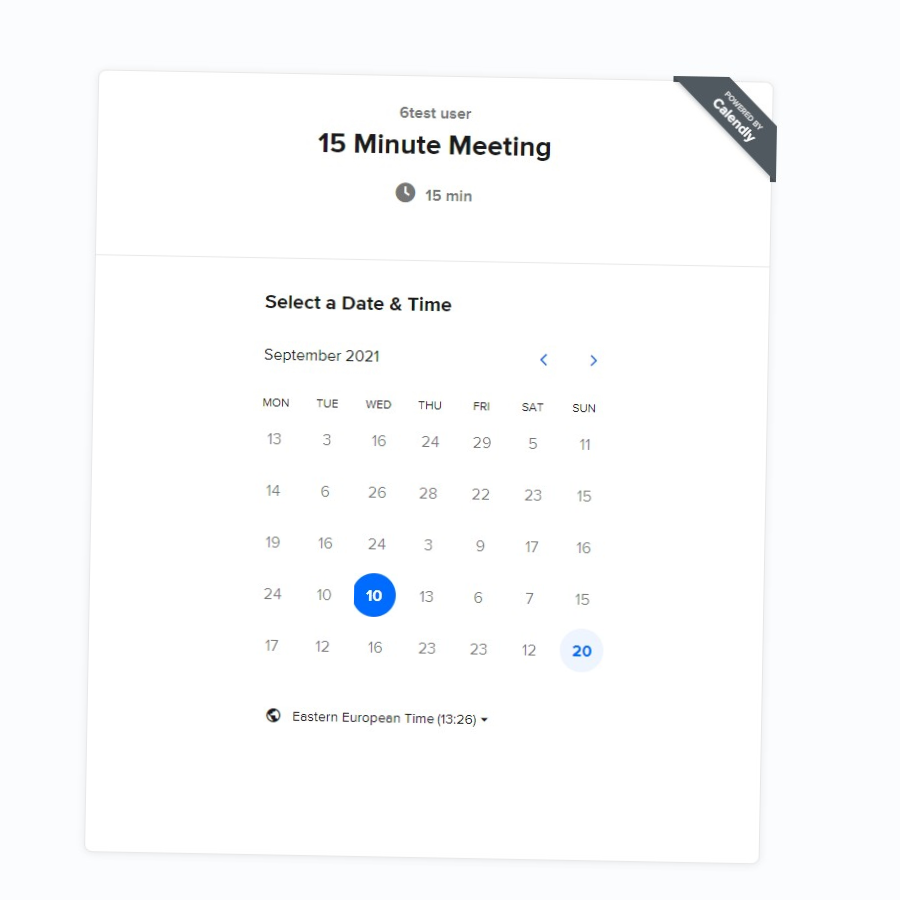 POWERED BY
Calendly
6test user
15 Minute Meeting
15 min
Select a Date & Time
September 2021
MON TUE WED THU FRI SAT SUN
13 3 16 24 29 5 11
14 6 26 28 22 23 15
19 16 24 3 9 17 16
24 10 10 13 6 7 15
17 12 16 23 23 12 20
Eastern European Time (13:26)